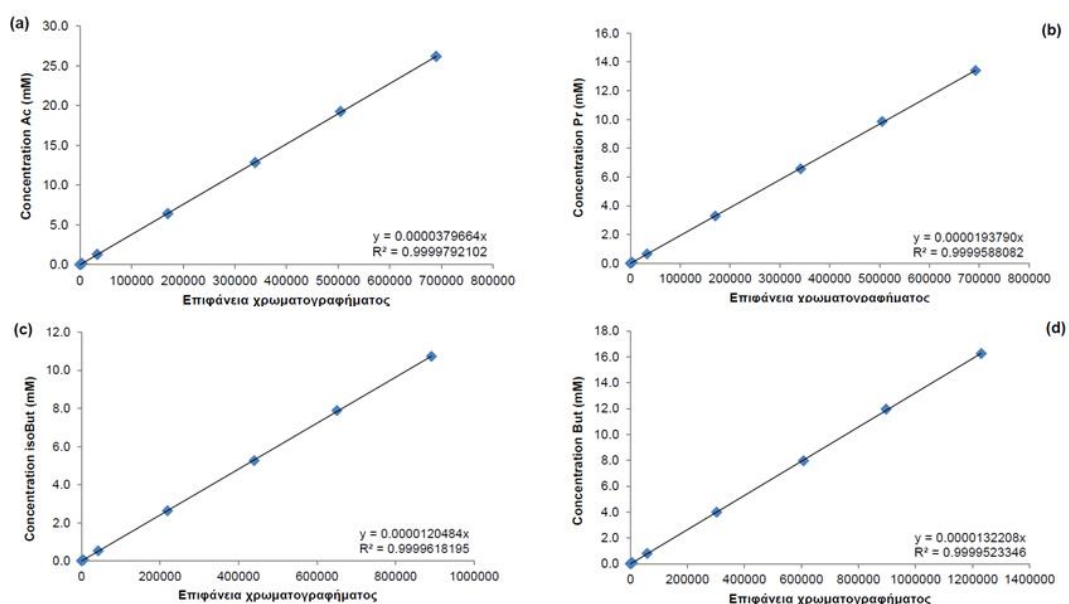 (a)
Concentration Ac (mM)
30.0
25.0
20.0
15.0
10.0
5.0
0.0
y = 0.0000379664x
R² = 0.9999792102
0 100000 200000 300000 400000 500000 600000 700000 800000
Επιφάνεια χρωματογραφήματος
(b)
Concentration Pr (mM)
16.0
14.0
12.0
10.0
8.0
6.0
4.0
2.0
0.0
y = 0.0000193790x
R² = 0.9999588082
0 100000 200000 300000 400000 500000 600000 700000 800000
Επιφάνεια χρωματογραφήματος
(c)
Concentration isoBut (mM)
12.0
10.0
8.0
6.0
4.0
2.0
0.0
y = 0.0000120484x
R² = 0.9999618195
0 200000 400000 600000 800000 1000000
Επιφάνεια χρωματογραφήματος
(d)
Concentration But (mM)
18.0
16.0
14.0
12.0
10.0
8.0
6.0
4.0
2.0
0.0
y = 0.0000132208x
R² = 0.9999523346
0 200000 400000 600000 800000 1000000 1200000 1400000
Επιφάνεια χρωματογραφήματος